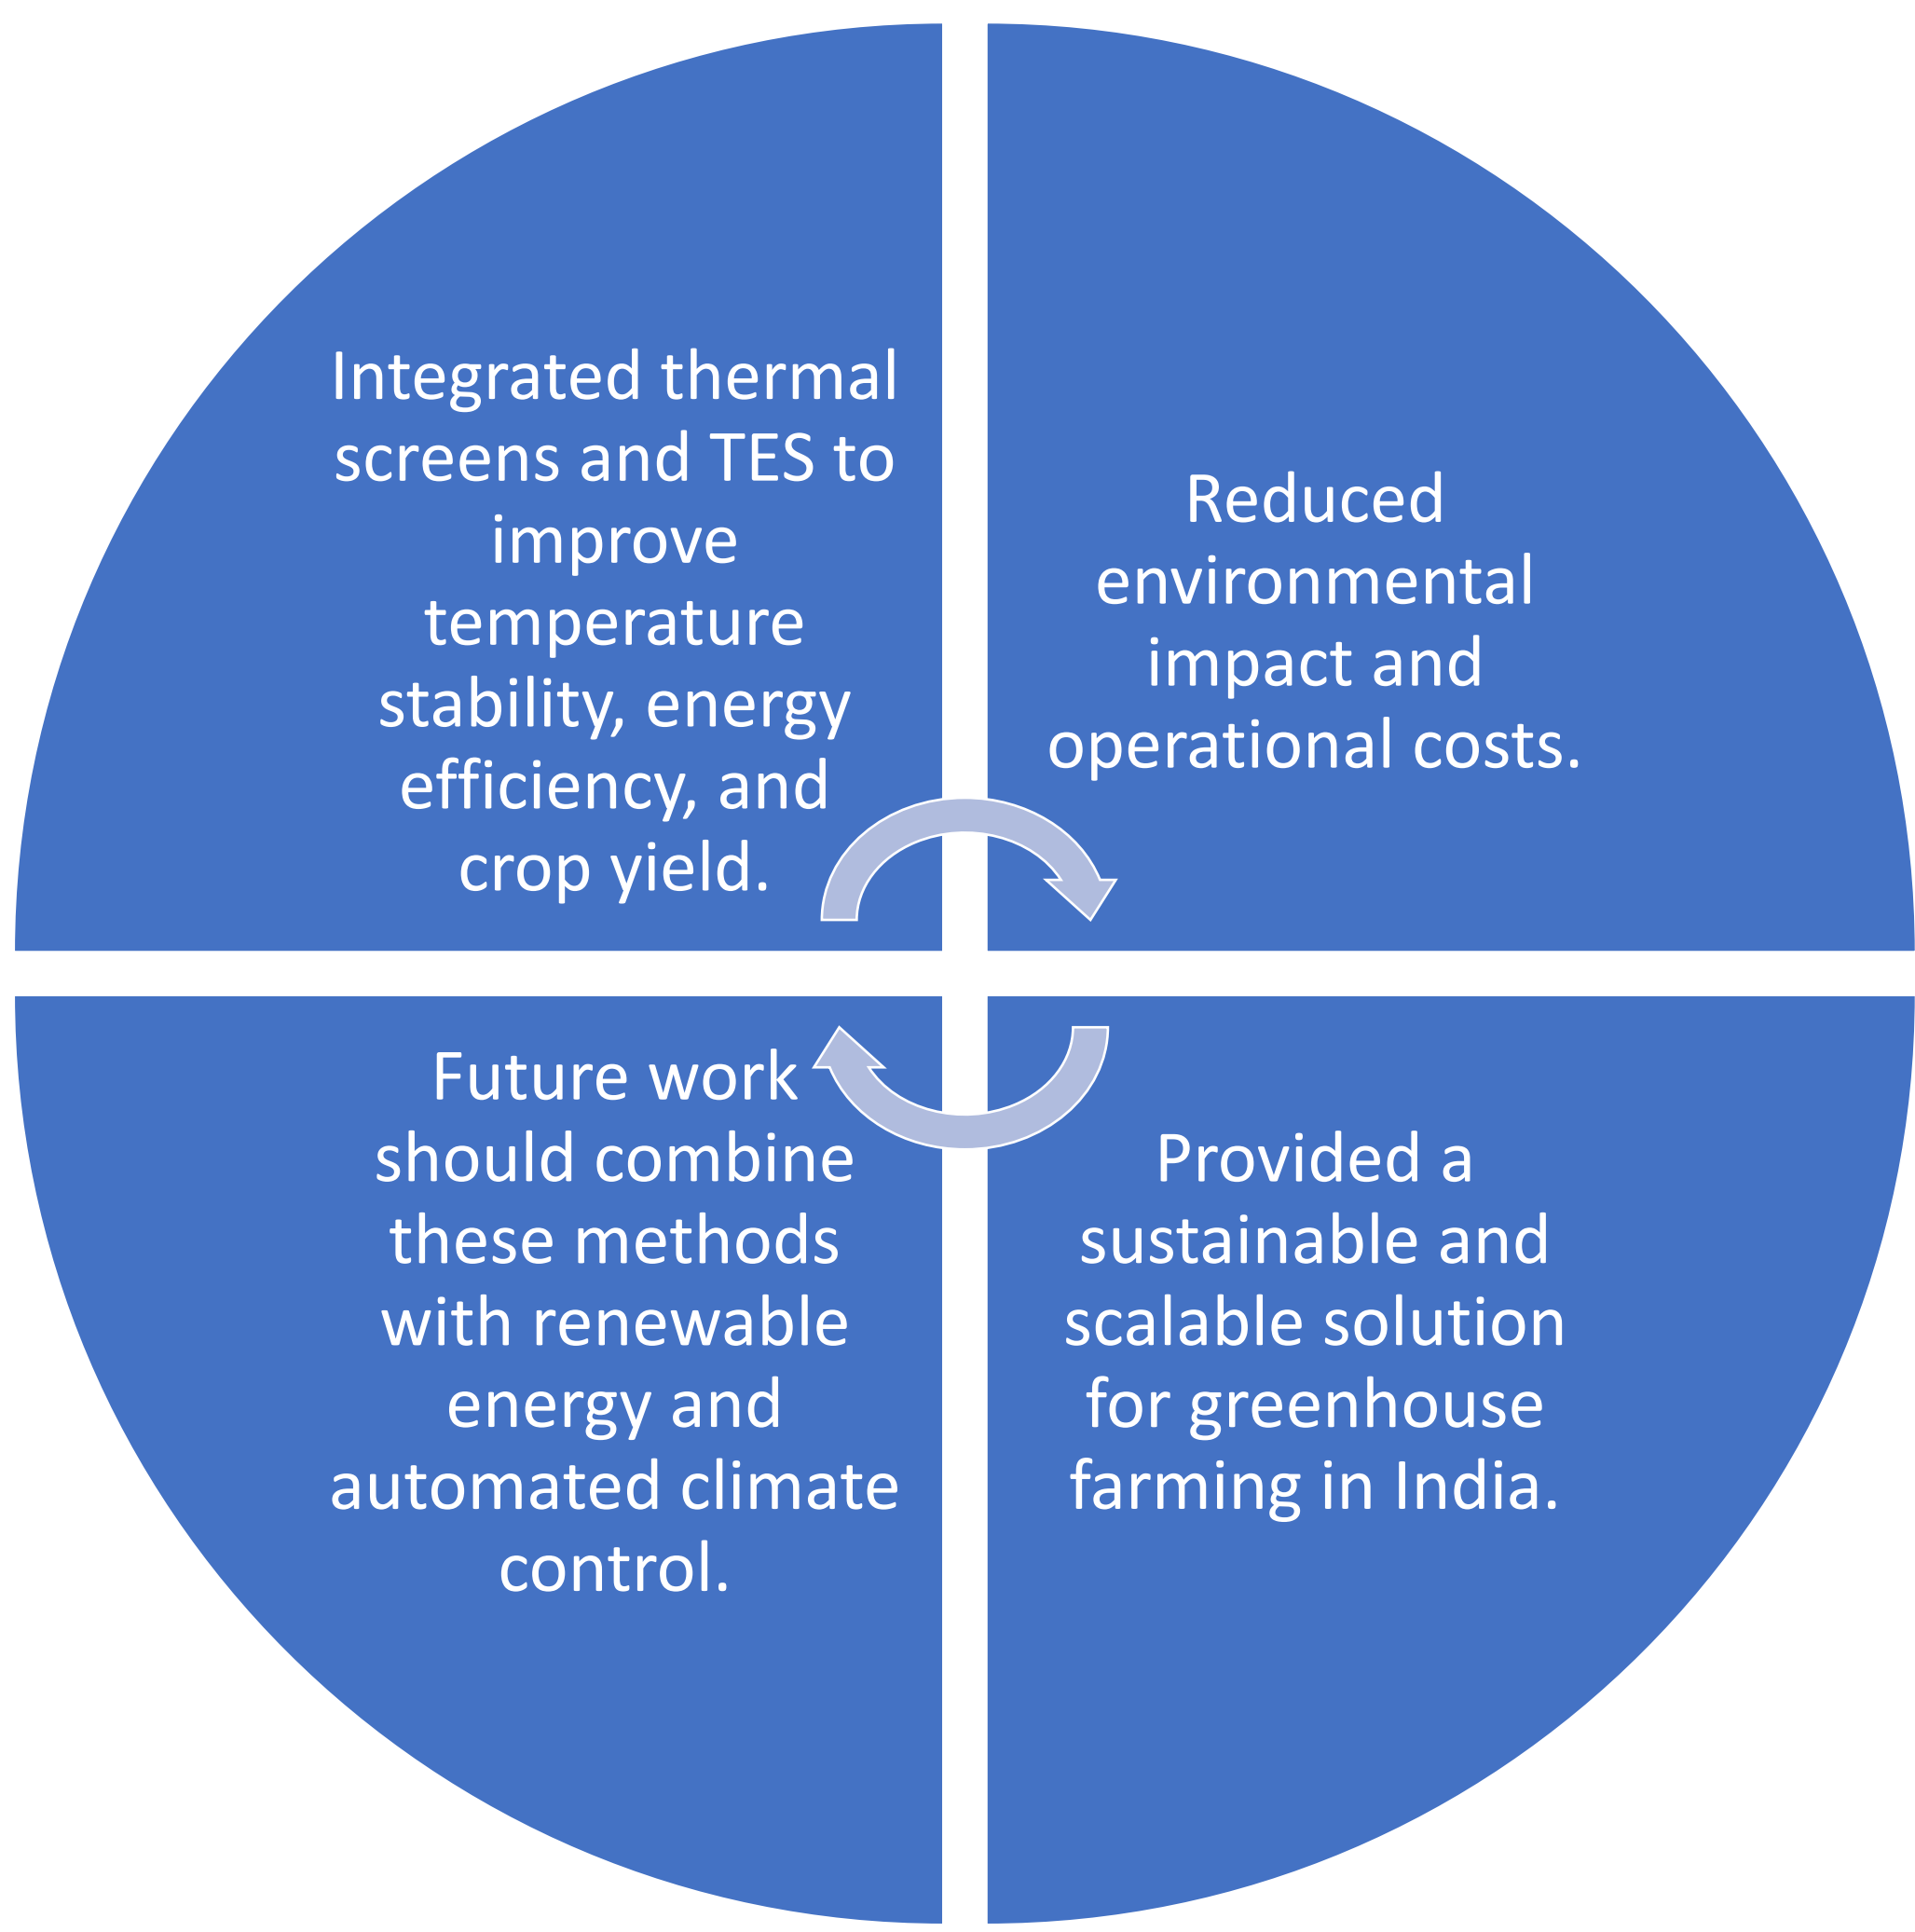 Integrated thermal
screens and TES to
improve
temperature
stability, energy
efficiency, and
crop yield.
Reduced
environmental
impact and
operational costs.
Provided a
sustainable and
scalable solution
for greenhouse
farming in India.
Future work
should combine
these methods
with renewable
energy and
automated climate
control.